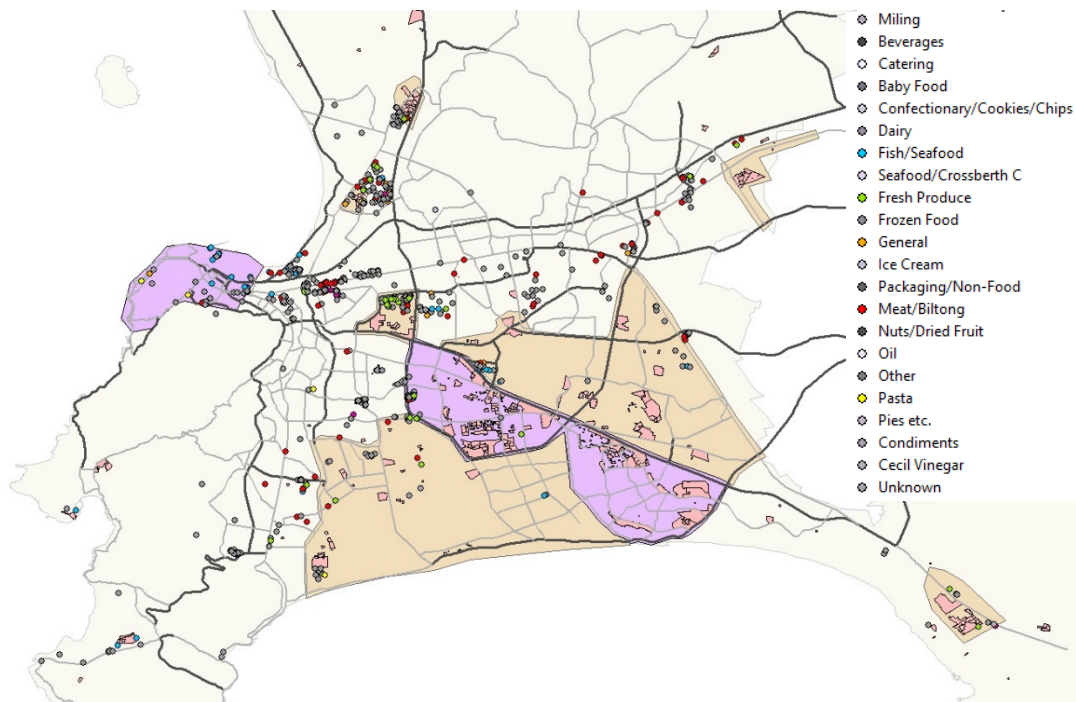 Miling
Beverages
Catering
Baby Food
Confectionary/Cookies/Chips
Dairy
Fish/Seafood
Seafood/Crossberth C
Fresh Produce
Frozen Food
General
Ice Cream
Packaging/Non-Food
Meat/Biltong
Nuts/Dried Fruit
Oil
Other
Pasta
Pies etc.
Condiments
Cecil Vinegar
Unknown